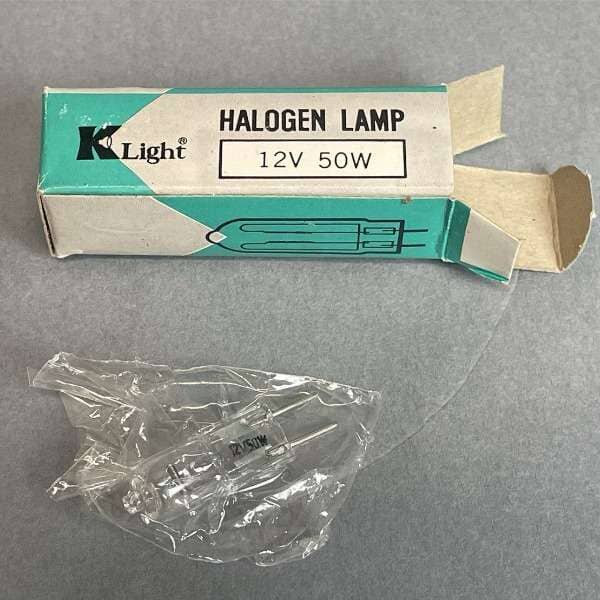 K Light®
HALOGEN LAMP
12V 50W
12V50W